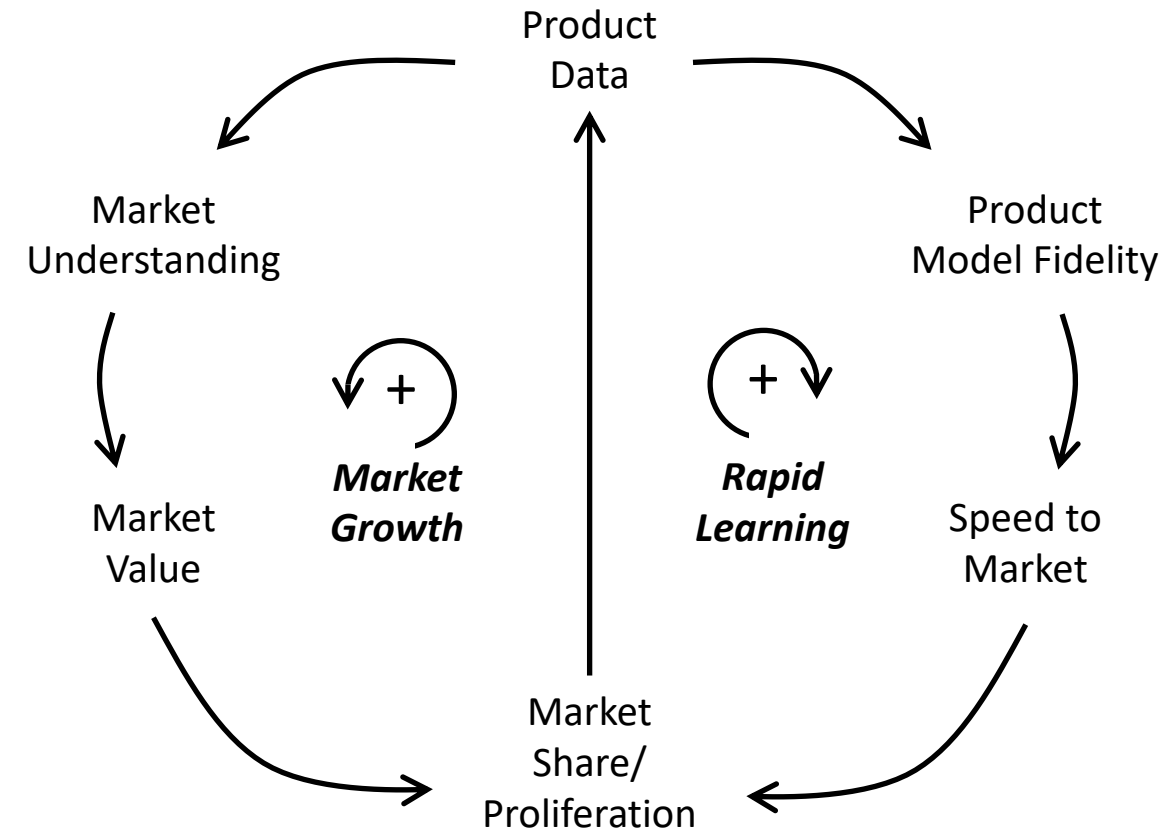 Product
Data
Market
Understanding
Product
Model Fidelity
+
+
Market
Growth
Rapid
Learning
Market
Value
Speed to
Market
Market
Share/
Proliferation